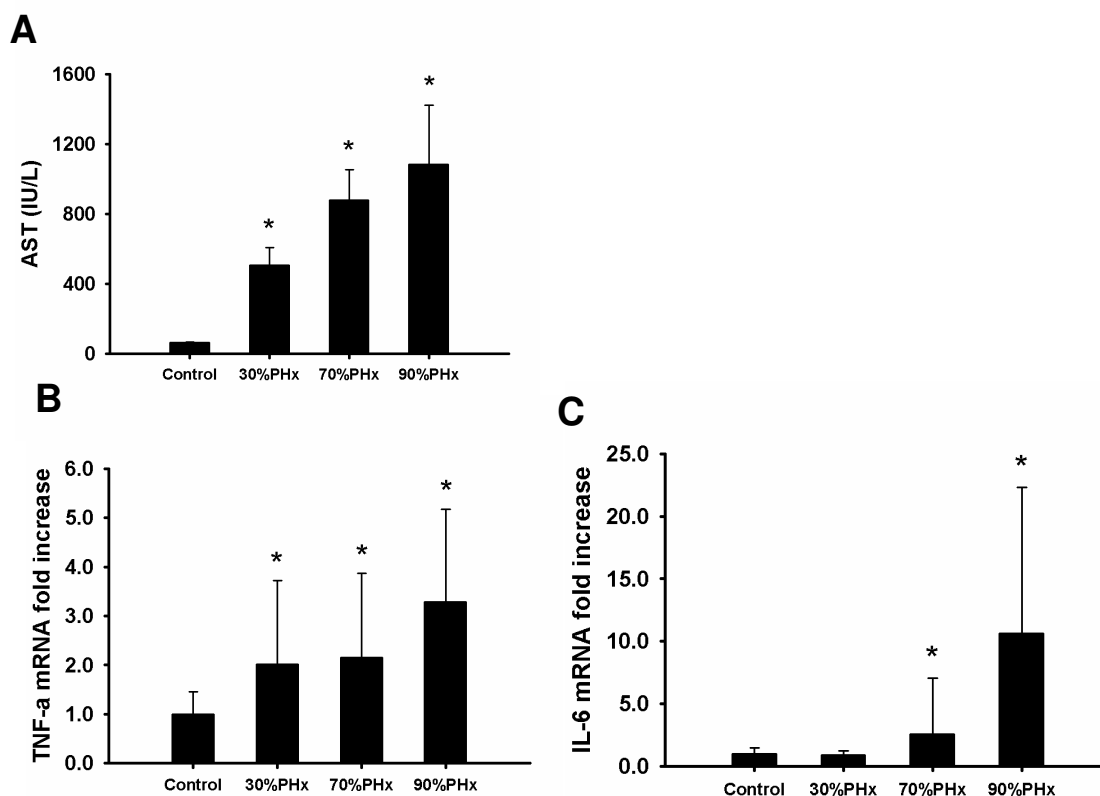 A
AST (IU/L)
1600
1200
800
400
0
*
*
*
Control 30%PHx 70%PHx 90%PHx
B
TNF-a mRNA fold increase
6.0
5.0
4.0
3.0
2.0
1.0
0.0
*
*
*
Control 30%PHx 70%PHx 90%PHx
C
IL-6 mRNA fold increase
25.0
20.0
15.0
10.0
5.0
0.0
*
*
Control 30%PHx 70%PHx 90%PHx